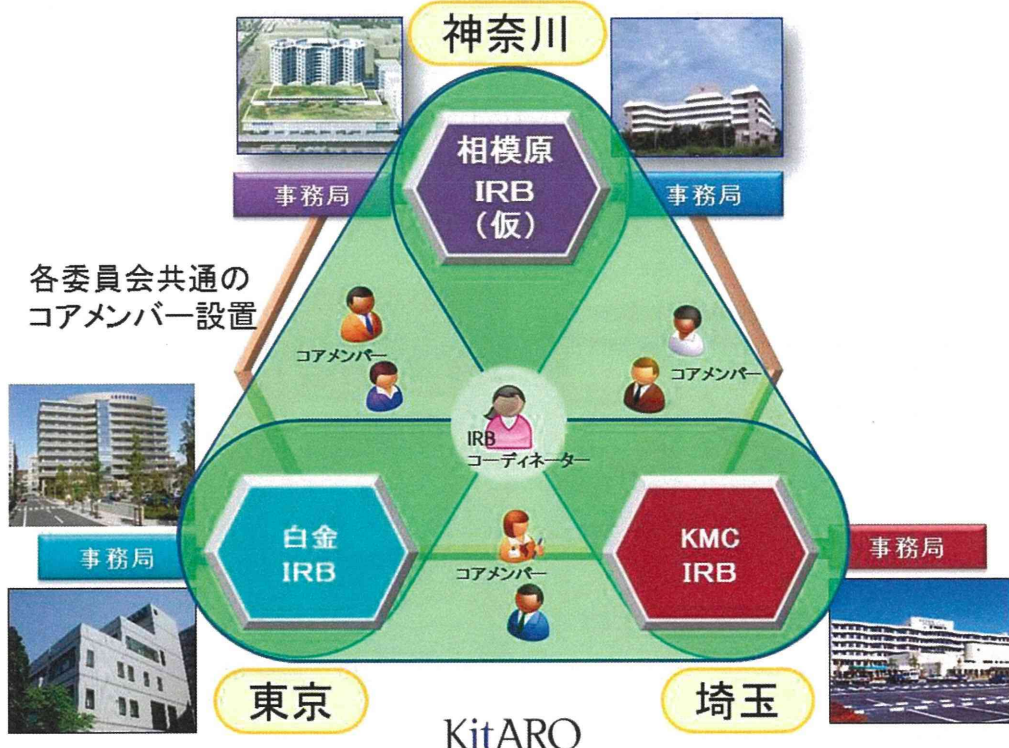 神奈川
相模原
IRB
(仮)
事務局
事務局
各委員会共通の
コアメンバー設置
コアメンバー
コアメンバー
IRB
コーディネーター
白金
IRB
KMC
IRB
事務局
事務局
コアメンバー
東京
埼玉
KitARO